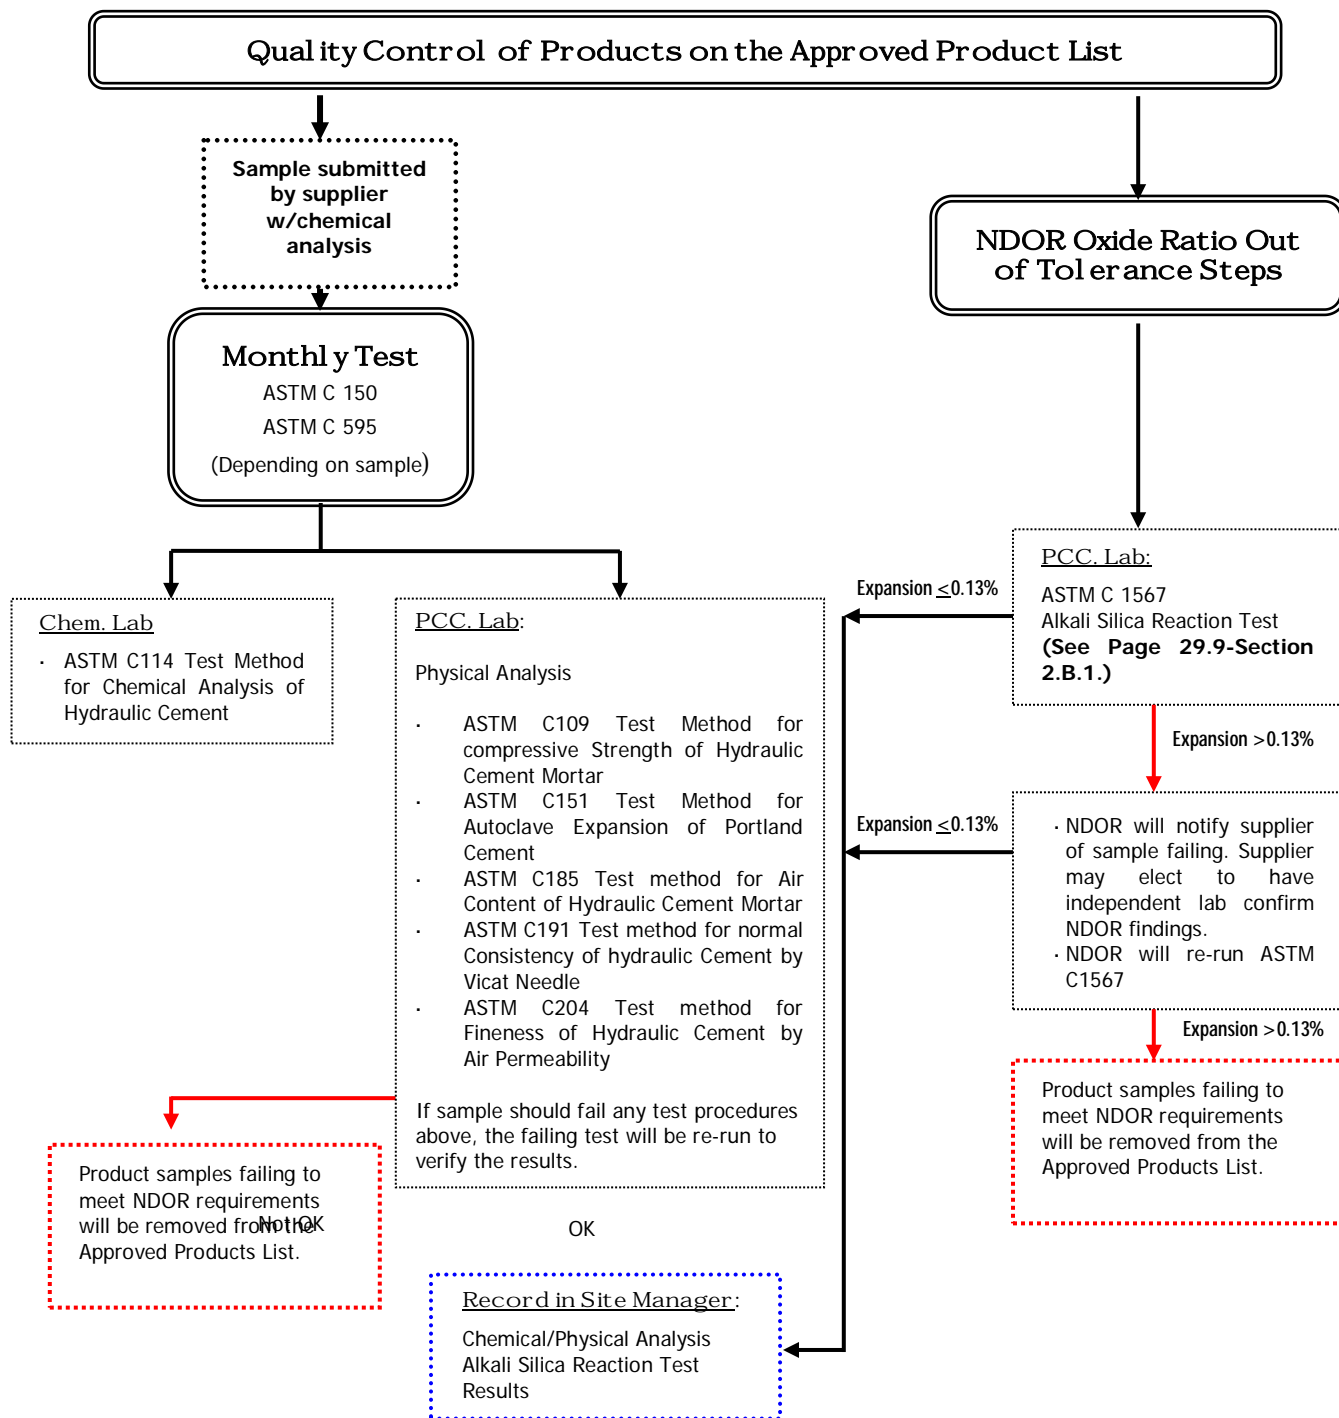 Quality Control of Products on the Approved Product List
Sample submitted
by supplier
w/chemical
analysis
NDOR Oxide Ratio Out
of Tolerance Steps
Monthly Test
ASTM C 150
ASTM C 595
(Depending on sample)
Chem. Lab
· ASTM C114 Test Method
for Chemical Analysis of
Hydraulic Cement
PCC. Lab:
Physical Analysis
· ASTM C109 Test Method for
compressive Strength of Hydraulic
Cement Mortar
· ASTM C151 Test Method for
Autoclave Expansion of Portland
Cement
· ASTM C185 Test method for Air
Content of Hydraulic Cement Mortar
· ASTM C191 Test method for normal
Consistency of hydraulic Cement by
Vicat Needle
· ASTM C204 Test method for
Fineness of Hydraulic Cement by
Air Permeability
If sample should fail any test procedures
above, the failing test will be re-run to
verify the results.
Expansion ≤0.13%
PCC. Lab:
ASTM C 1567
Alkali Silica Reaction Test
(See Page 29.9-Section
2.B.1.)
Expansion >0.13%
Expansion ≤0.13%
· NDOR will notify supplier
of sample failing. Supplier
may elect to have
independent lab confirm
NDOR findings.
· NDOR will re-run ASTM
C1567
Expansion >0.13%
Product samples failing to
meet NDOR requirements
will be removed from the
Approved Products List.
Product samples failing to
meet NDOR requirements
will be removed from the
Not OK
Approved Products List.
OK
Record in Site Manager:
Chemical/Physical Analysis
Alkali Silica Reaction Test
Results